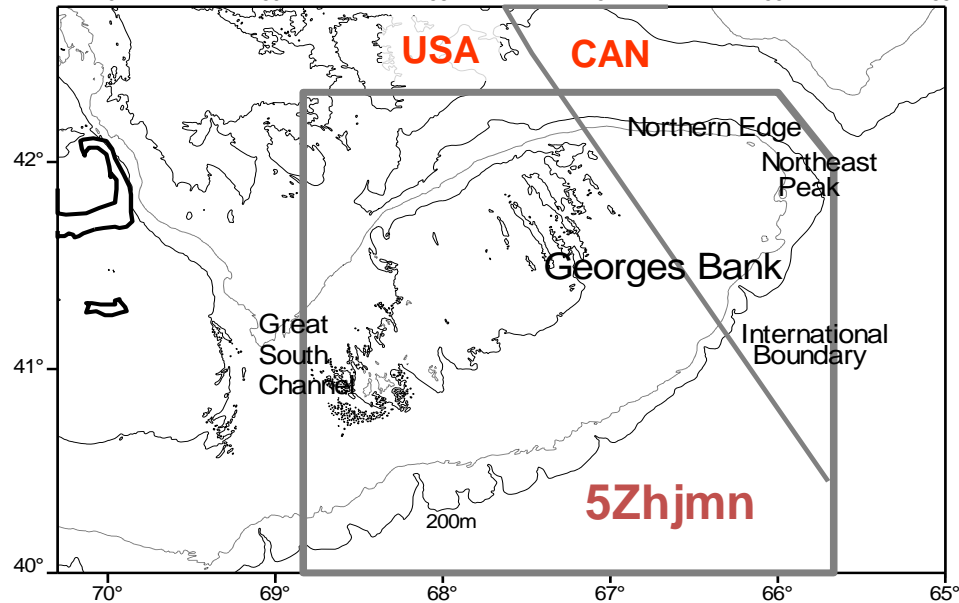 USA
CAN
Northern Edge
Northeast
Peak
42°
Georges Bank
Great
South
Channel
International
Boundary
41°
5Zhjmn
200m
40°
70°
69°
68°
67°
66°
65°